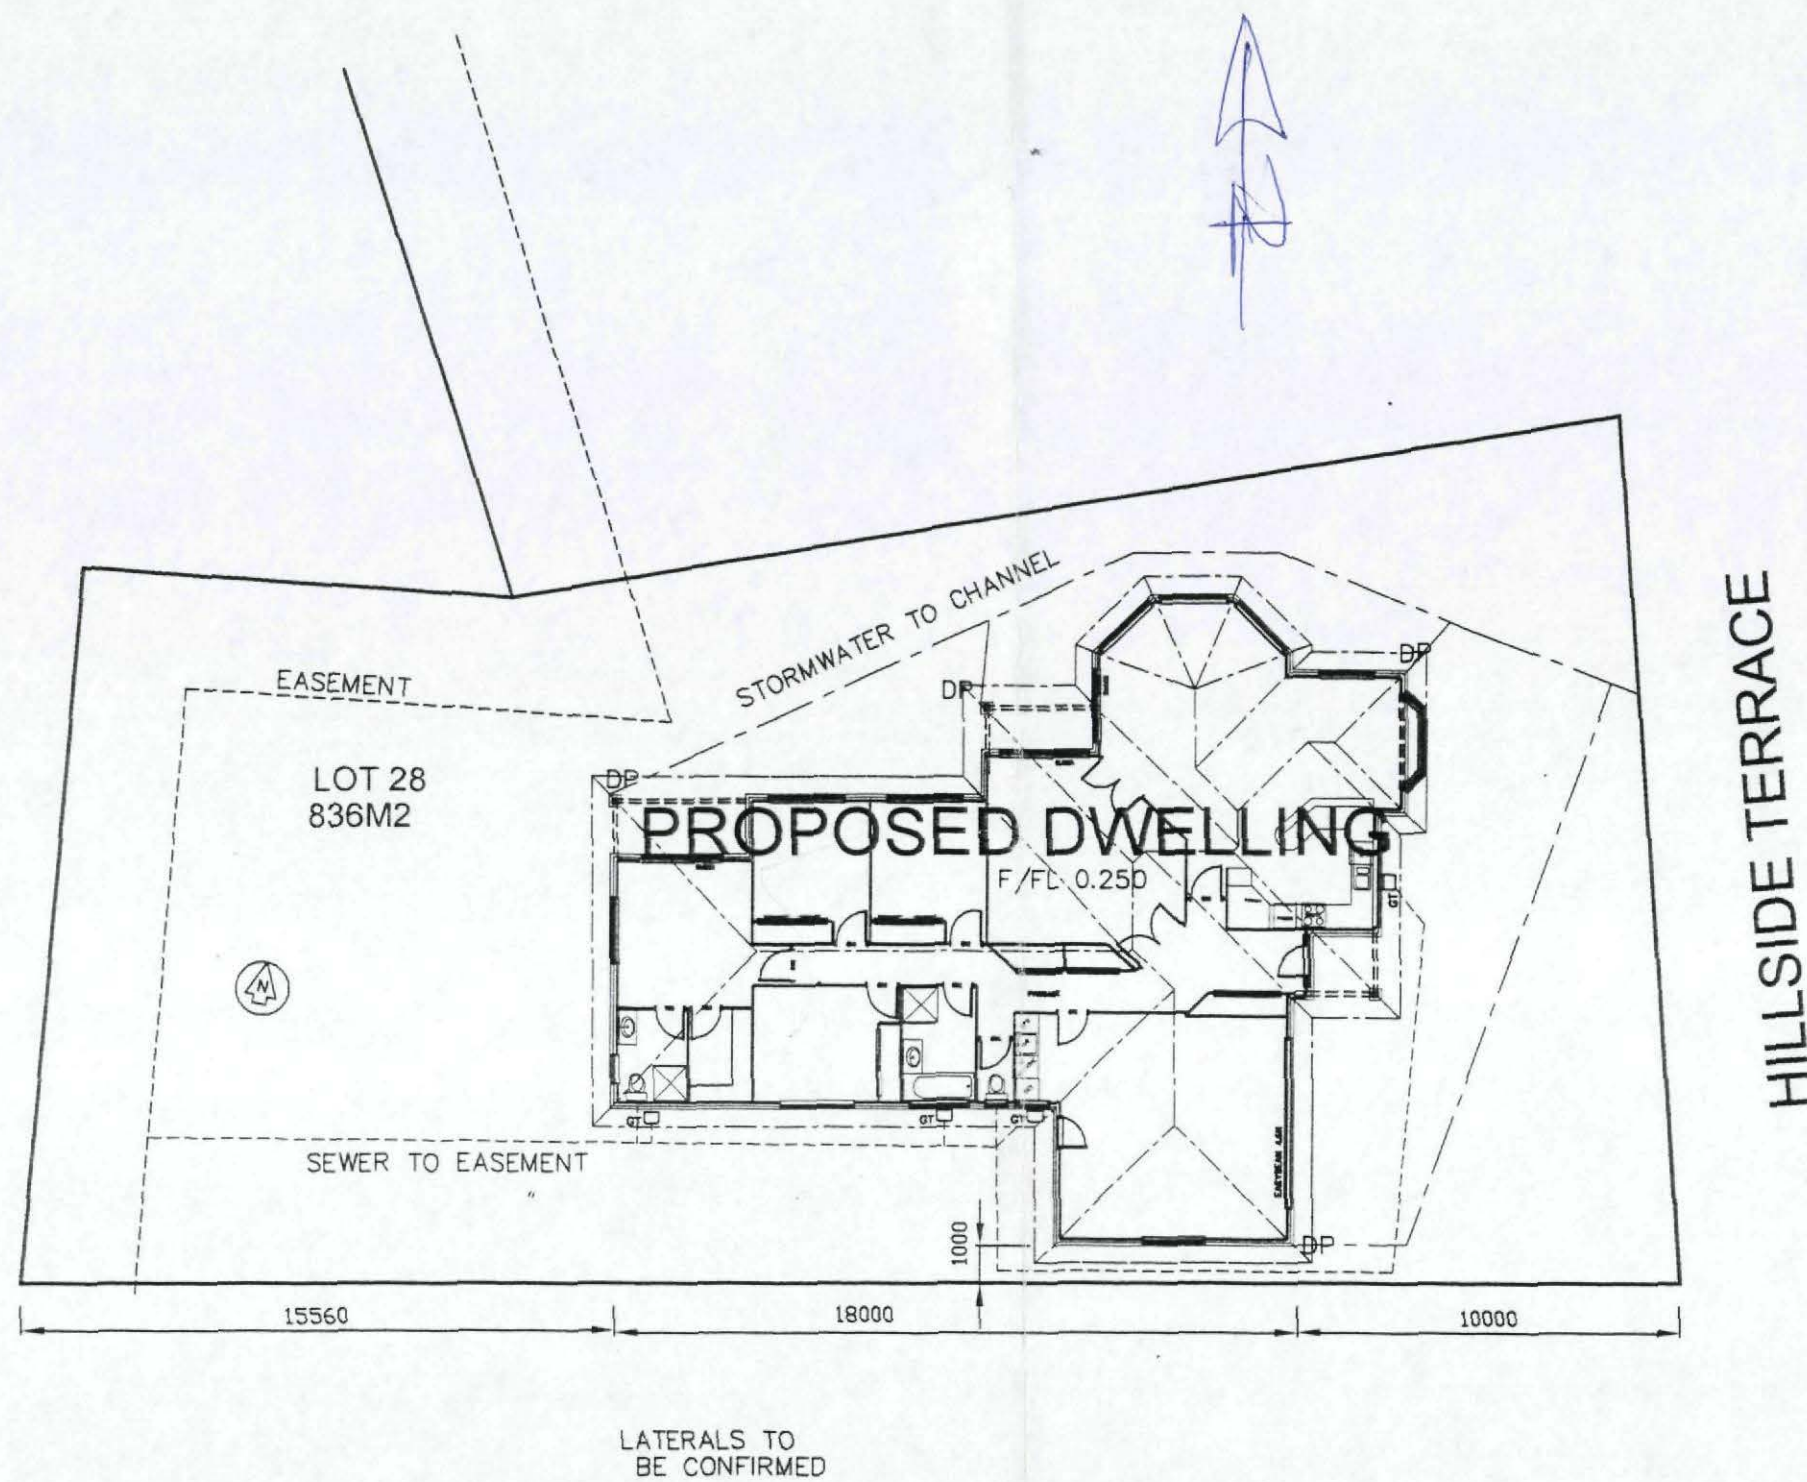 N
STORMWATER TO CHANNEL
EASEMENT
DP
DP
HILLSIDE TERRACE
LOT 28
836M2
DP
PROPOSED DWELLING
F/FL 0.250
GT
N
GT
GT
GT
SEWER TO EASEMENT
1000
DP
15560
18000
10000
LATERALS TO
BE CONFIRMED